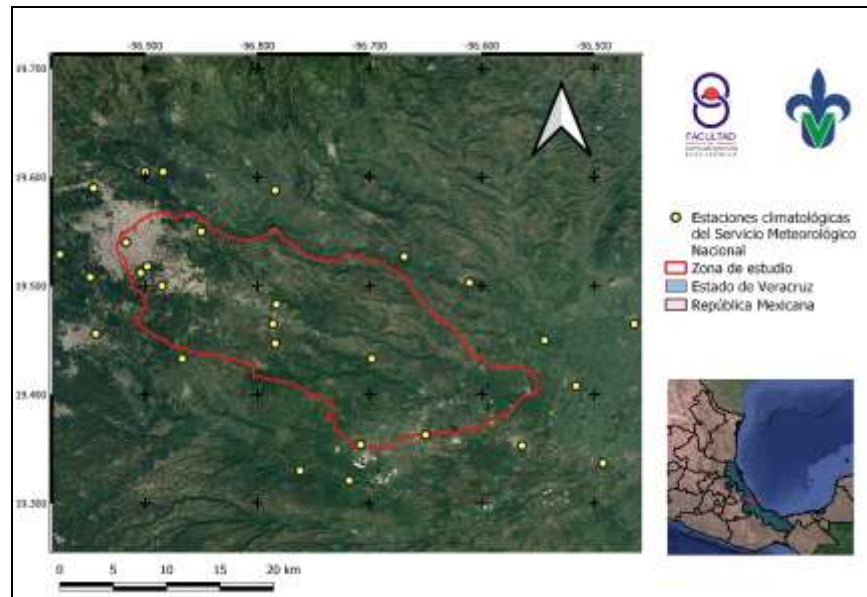 -96.900 -96.800 -96.700 -96.600 -96.500
19.700
19.600
19.500
19.400
19.300
0 5 10 15 20 km
FACULTAD
Estaciones climatológicas
del Servicio Meteorológico
Nacional
Zona de estudio
Estado de Veracruz
República Mexicana